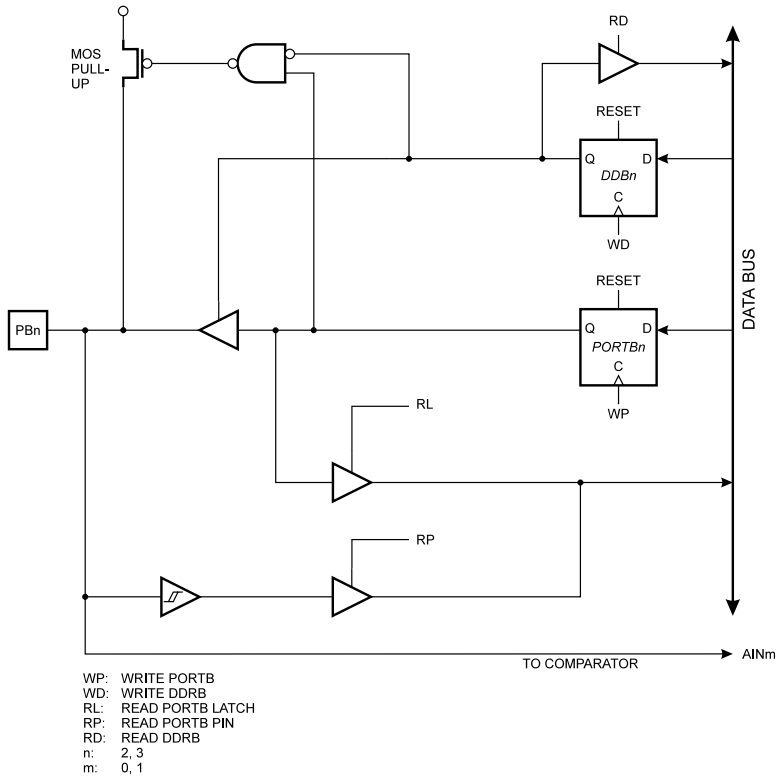 RD
MOS
PULL-
UP
RESET
Q D
DDBn
C
WD
RESET
PBn
Q D
PORTBn
C
WP
DATA BUS
RL
RP
TO COMPARATOR
AINm
WP: WRITE PORTB
WD: WRITE DDRB
RL: READ PORTB LATCH
RP: READ PORTB PIN
RD: READ DDRB
n: 2, 3
m: 0, 1